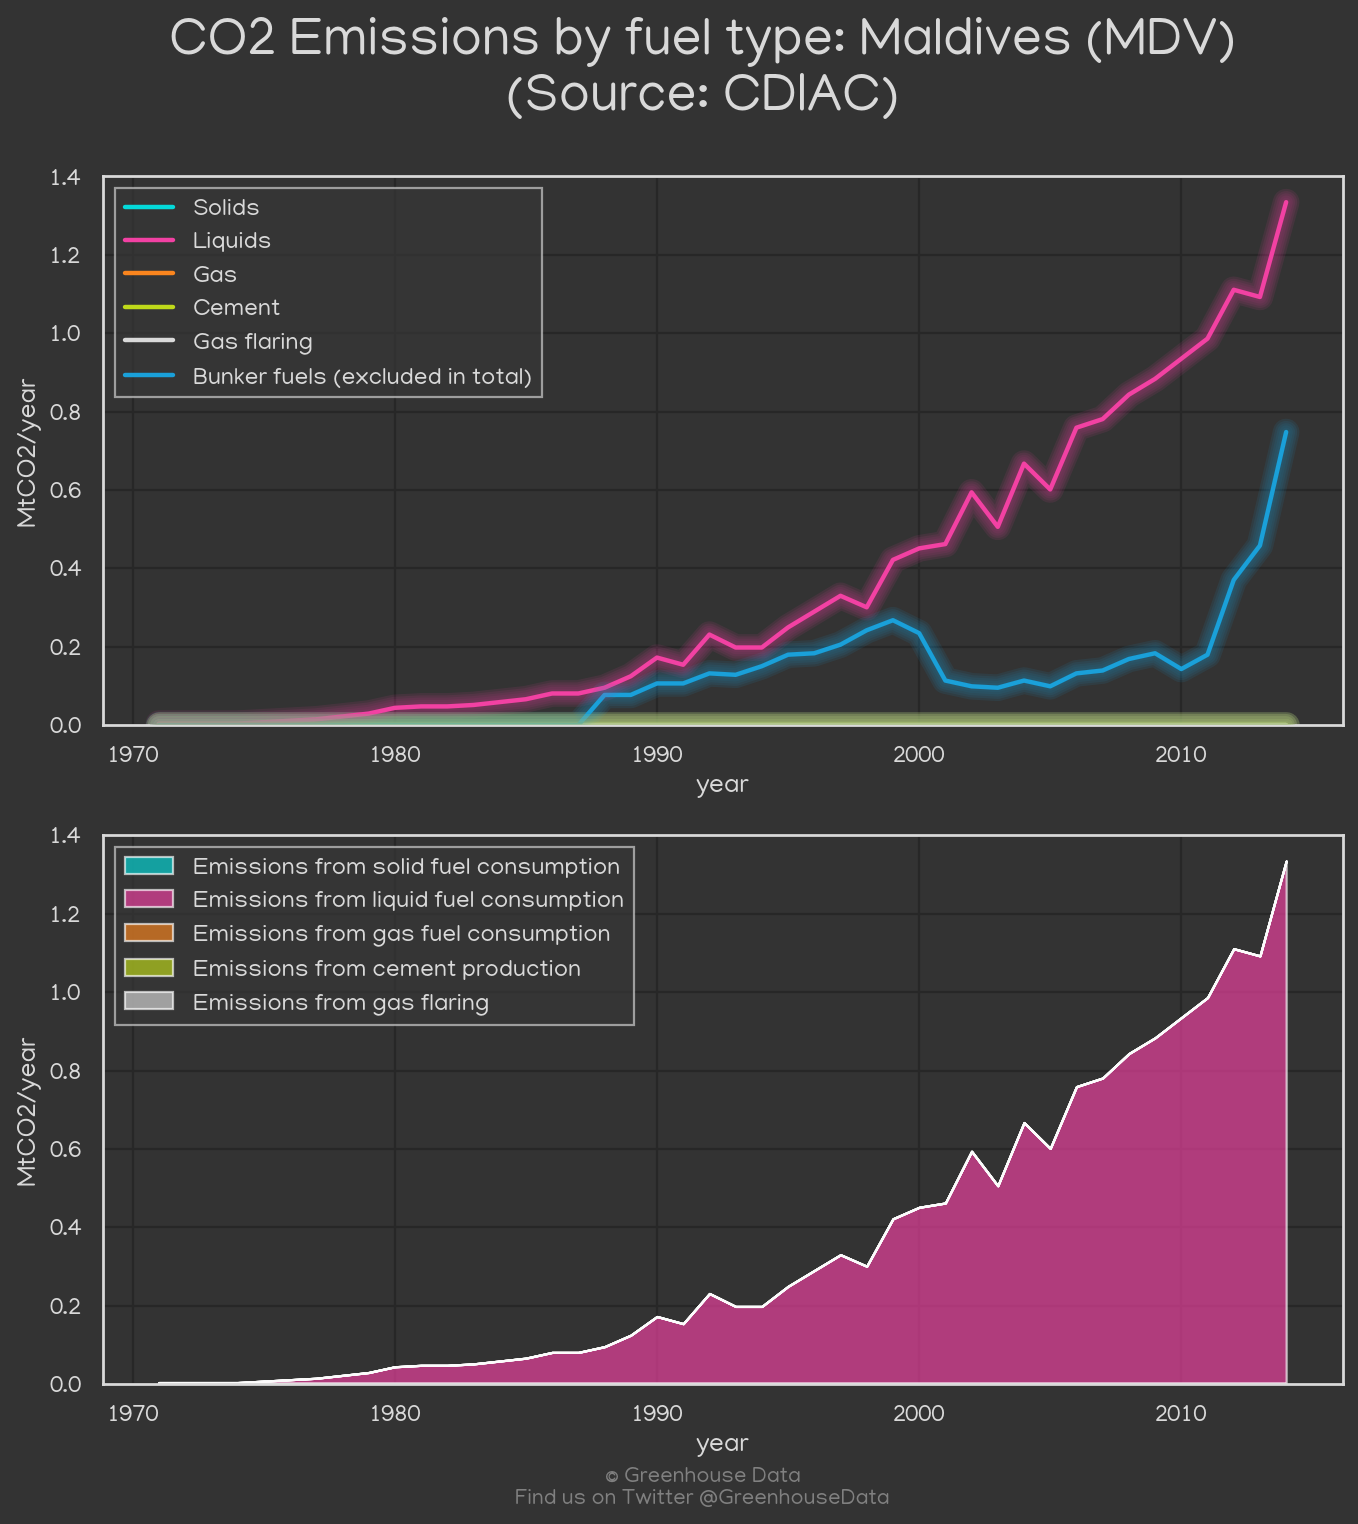 CO2 Emissions by fuel type: Maldives (MDV)
(Source: CDIAC)
1.4
1.2
1.0
0.8
0.6
0.4
0.2
0.0
MtCO2/year
Solids
Liquids
Gas
Cement
Gas flaring
Bunker fuels (excluded in total)
1970
1980
1990
2000
2010
year
1.4
1.2
1.0
0.8
0.6
0.4
0.2
0.0
MtCO2/year
Emissions from solid fuel consumption
Emissions from liquid fuel consumption
Emissions from gas fuel consumption
Emissions from cement production
Emissions from gas flaring
1970
1980
1990
2000
2010
year
© Greenhouse Data
Find us on Twitter @GreenhouseData